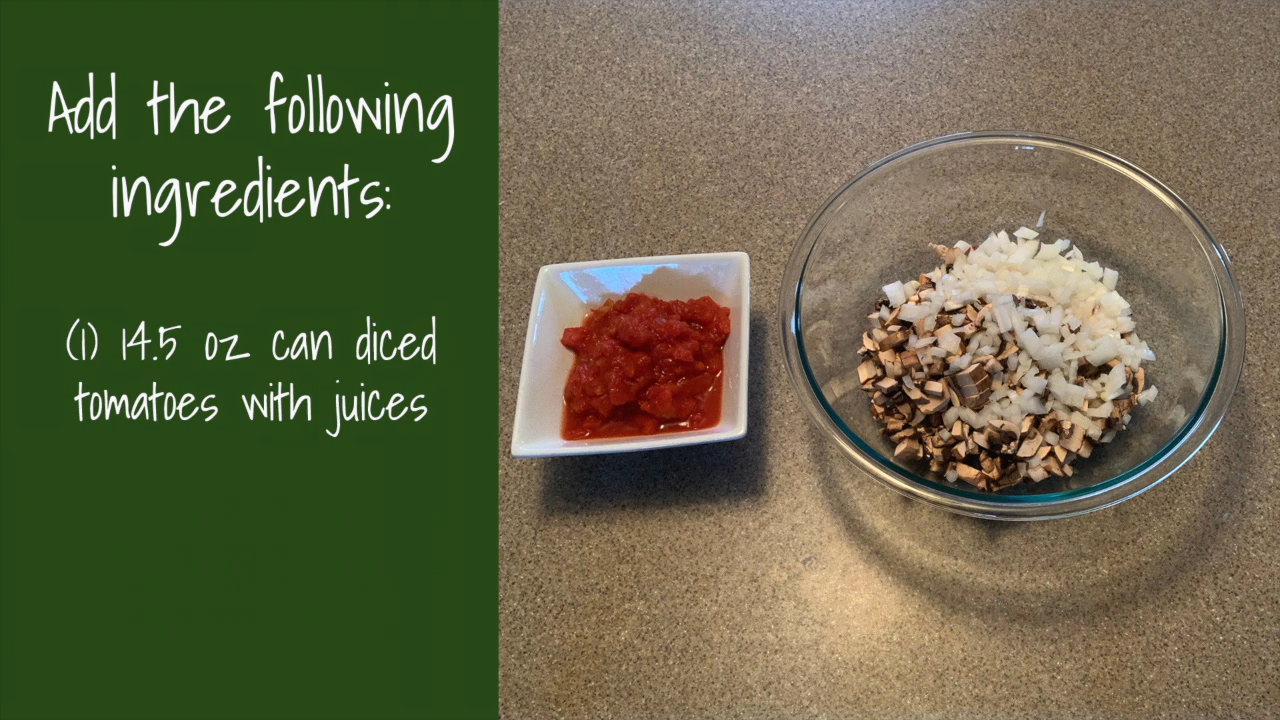 Add the following
ingredients:
(1) 14.5 oz can diced
tomatoes with juices